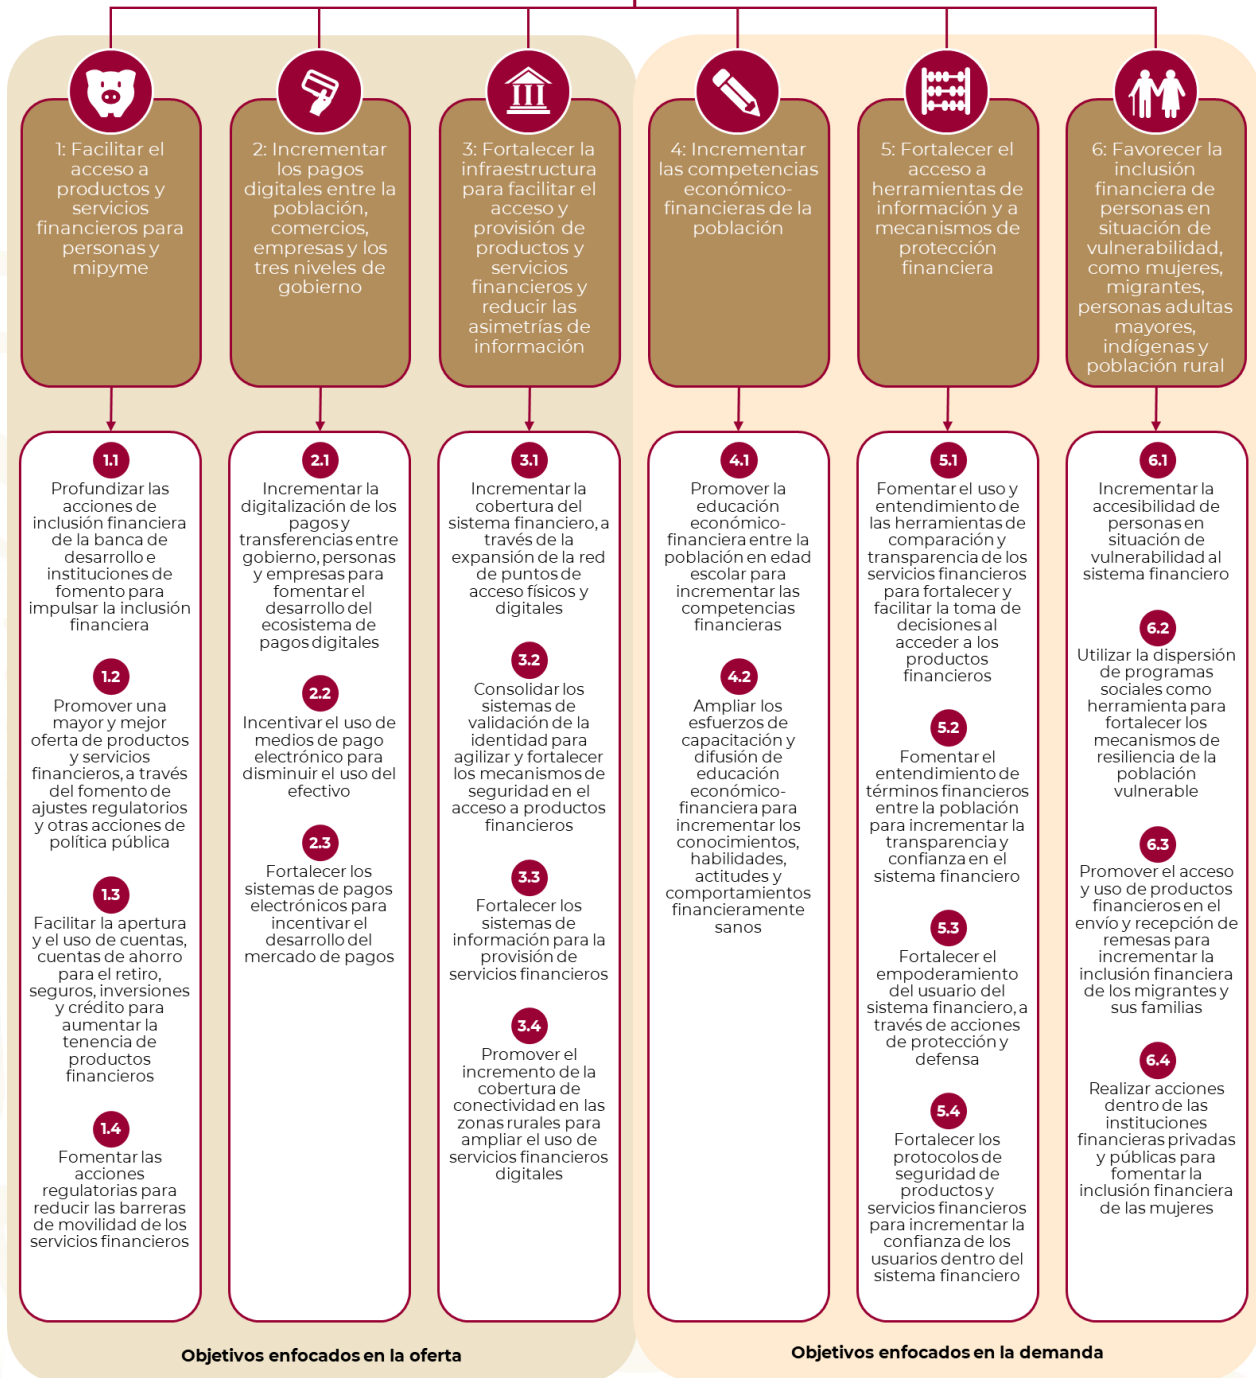 1: Facilitar el
acceso a
productos y
servicios
financieros para
personas y
mipyme
2: Incrementar
los pagos
digitales entre la
población,
comercios,
empresas y los
tres niveles de
gobierno
3: Fortalecer la
infraestructura
para facilitar el
acceso y
provisión de
productos y
servicios
financieros y
reducir las
asimetrías de
información
4: Incrementar
las competencias
económico-
financieras de la
población
5: Fortalecer el
acceso a
herramientas de
información y a
mecanismos de
protección
financiera
6: Favorecer la
inclusión
financiera de
personas en
situación de
vulnerabilidad,
como mujeres,
migrantes,
personas adultas
mayores,
indígenas y
población rural
1.1
Profundizar las
acciones de
inclusión financiera
de la banca de
desarrollo e
instituciones de
fomento para
impulsar la inclusión
financiera
1.2
Promover una
mayor y mejor
oferta de productos
y servicios
financieros, a través
del fomento de
ajustes regulatorios
y otras acciones de
política pública
1.3
Facilitar la apertura
y el uso de cuentas,
cuentas de ahorro
para el retiro,
seguros, inversiones
y crédito para
aumentar la
tenencia de
productos
financieros
1.4
Fomentar las
acciones
regulatorias para
reducir las barreras
de movilidad de los
servicios financieros
2.1
Incrementar la
digitalización de los
pagos y
transferencias entre
gobierno, personas
y empresas para
fomentar el
desarrollo del
ecosistema de
pagos digitales
2.2
Incentivar el uso de
medios de pago
electrónico para
disminuir el uso del
efectivo
2.3
Fortalecer los
sistemas de pagos
electrónicos para
incentivar el
desarrollo del
mercado de pagos
3.1
Incrementar la
cobertura del
sistema financiero, a
través de la
expansión de la red
de puntos de
acceso físicos y
digitales
3.2
Consolidar los
sistemas de
validación de la
identidad para
agilizar y fortalecer
los mecanismos de
seguridad en el
acceso a productos
financieros
3.3
Fortalecer los
sistemas de
información para la
provisión de
servicios financieros
3.4
Promover el
incremento de la
cobertura de
conectividad en las
zonas rurales para
ampliar el uso de
servicios financieros
digitales
4.1
Promover la
educación
económico-
financiera entre la
población en edad
escolar para
incrementar las
competencias
financieras
4.2
Ampliar los
esfuerzos de
capacitación y
difusión de
educación
económico-
financiera para
incrementar los
conocimientos,
habilidades,
actitudes y
comportamientos
financieramente
sanos
5.1
Fomentar el uso y
entendimiento de
las herramientas de
comparación y
transparencia de los
servicios financieros
para fortalecer y
facilitar la toma de
decisiones al
acceder a los
productos
financieros
5.2
Fomentar el
entendimiento de
términos financieros
entre la población
para incrementar la
transparencia y
confianza en el
sistema financiero
5.3
Fortalecer el
empoderamiento
del usuario del
sistema financiero, a
través de acciones
de protección y
defensa
5.4
Fortalecer los
protocolos de
seguridad de
productos y
servicios financieros
para incrementar la
confianza de los
usuarios dentro del
sistema financiero
6.1
Incrementar la
accesibilidad de
personas en
situación de
vulnerabilidad al
sistema financiero
6.2
Utilizar la dispersión
de programas
sociales como
herramienta para
fortalecer los
mecanismos de
resiliencia de la
población
vulnerable
6.3
Promover el acceso
y uso de productos
financieros en el
envío y recepción de
remesas para
incrementar la
inclusión financiera
de los migrantes y
sus familias
6.4
Realizar acciones
dentro de las
instituciones
financieras privadas
y públicas para
fomentar la
inclusión financiera
de las mujeres
Objetivos enfocados en la oferta
Objetivos enfocados en la demanda